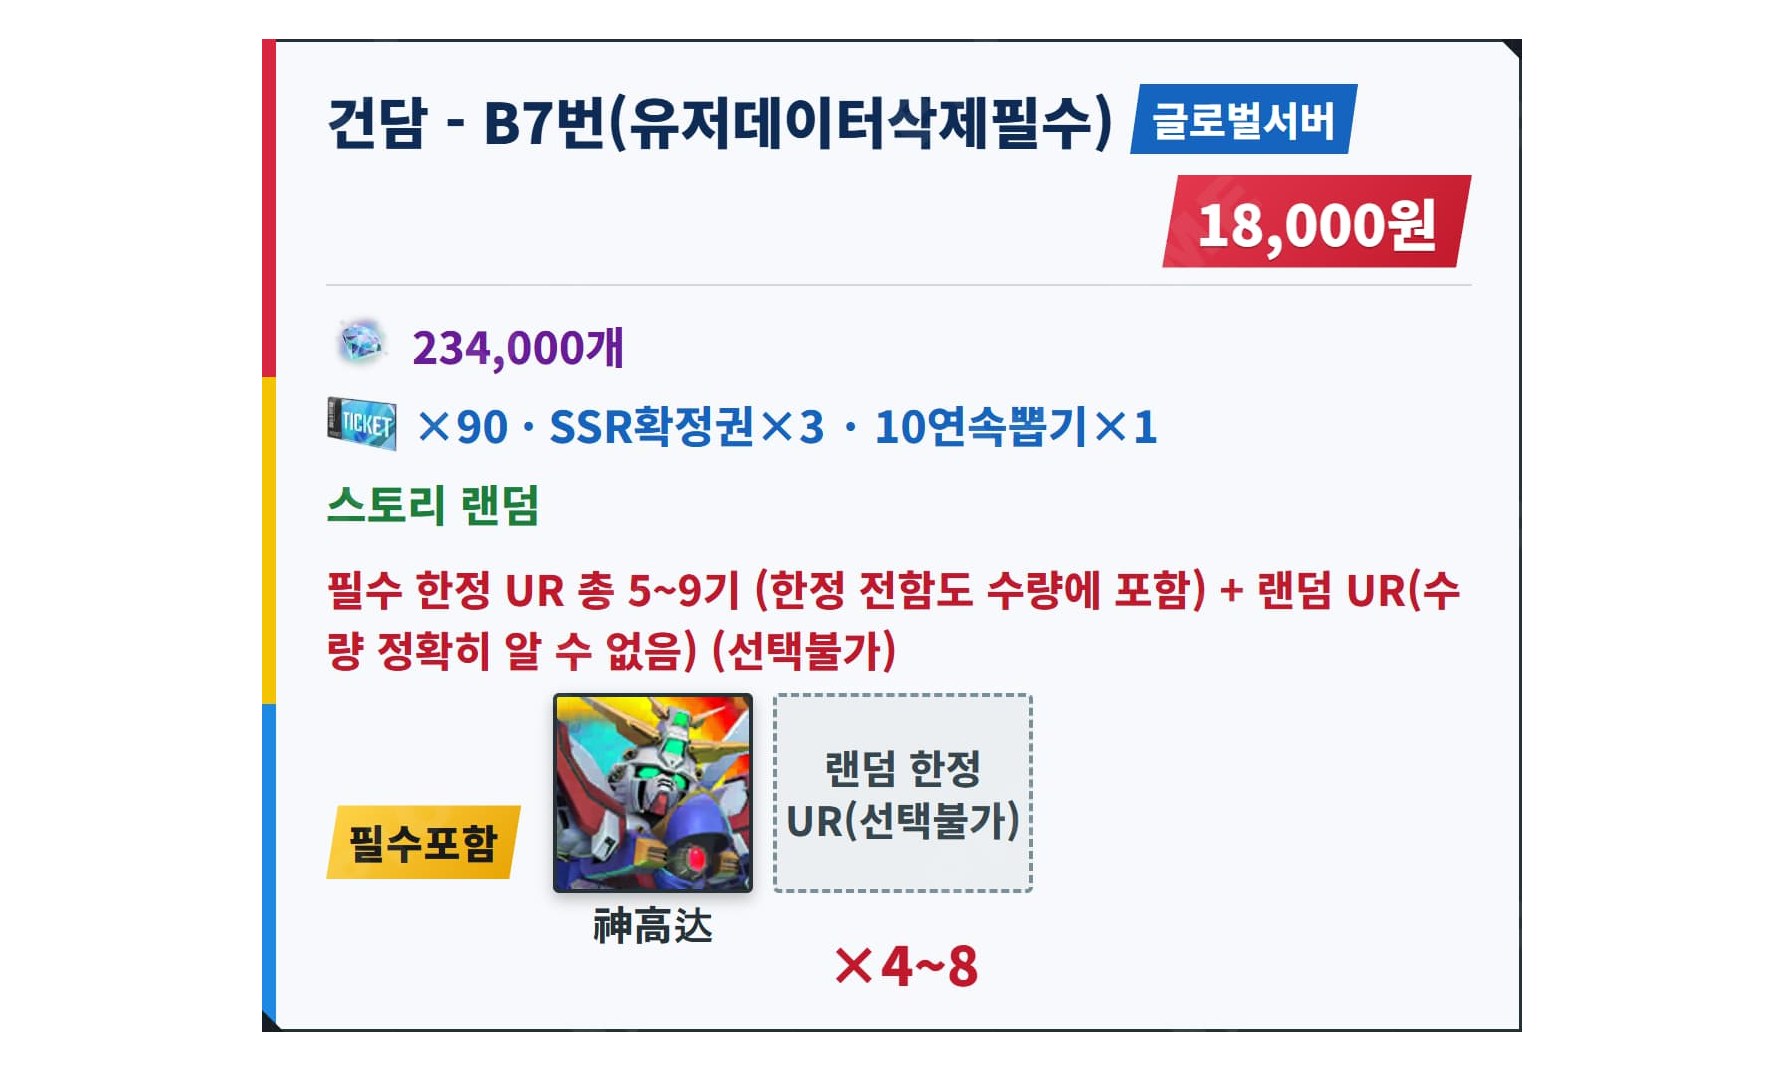 건담 - B7번(유저데이터삭제필수) 글로벌서버
18,000원
234,000개
TICKET ×90 · SSR확정권×3 · 10연속뽑기×1
스토리 랜덤
필수 한정 UR 총 5~9기 (한정 전함도 수량에 포함) + 랜덤 UR(수
량 정확히 알 수 없음) (선택불가)
필수포함
神高达
랜덤 한정
UR(선택불가)
×4~8